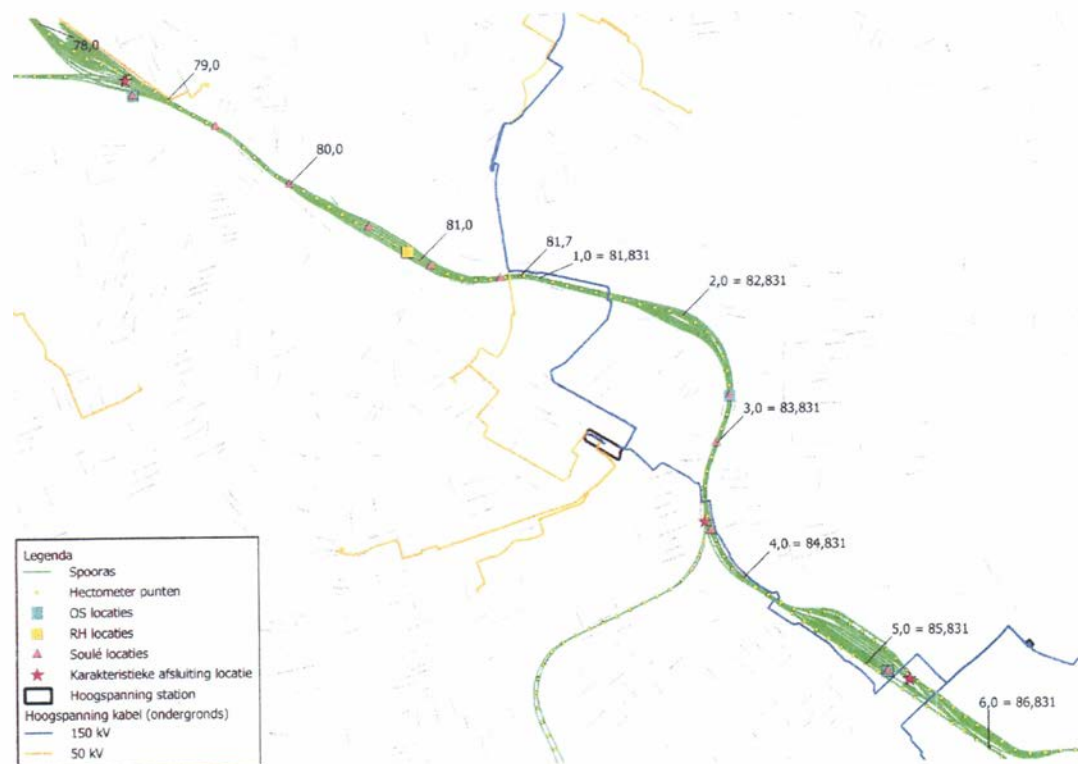 78,0
79,0
80,0
81,0
81,7
1,0 = 81,831
2,0 = 82,831
3,0 = 83,831
4,0 = 84,831
5,0 = 85,831
6,0 = 86,831
Legenda
Spooras
Hectometer punten
OS locaties
RH locaties
Soulé locaties
Karakteristieke afsluiting locatie
Hoogspanning station
Hoogspanning kabel (ondergronds)
150 kV
50 kV